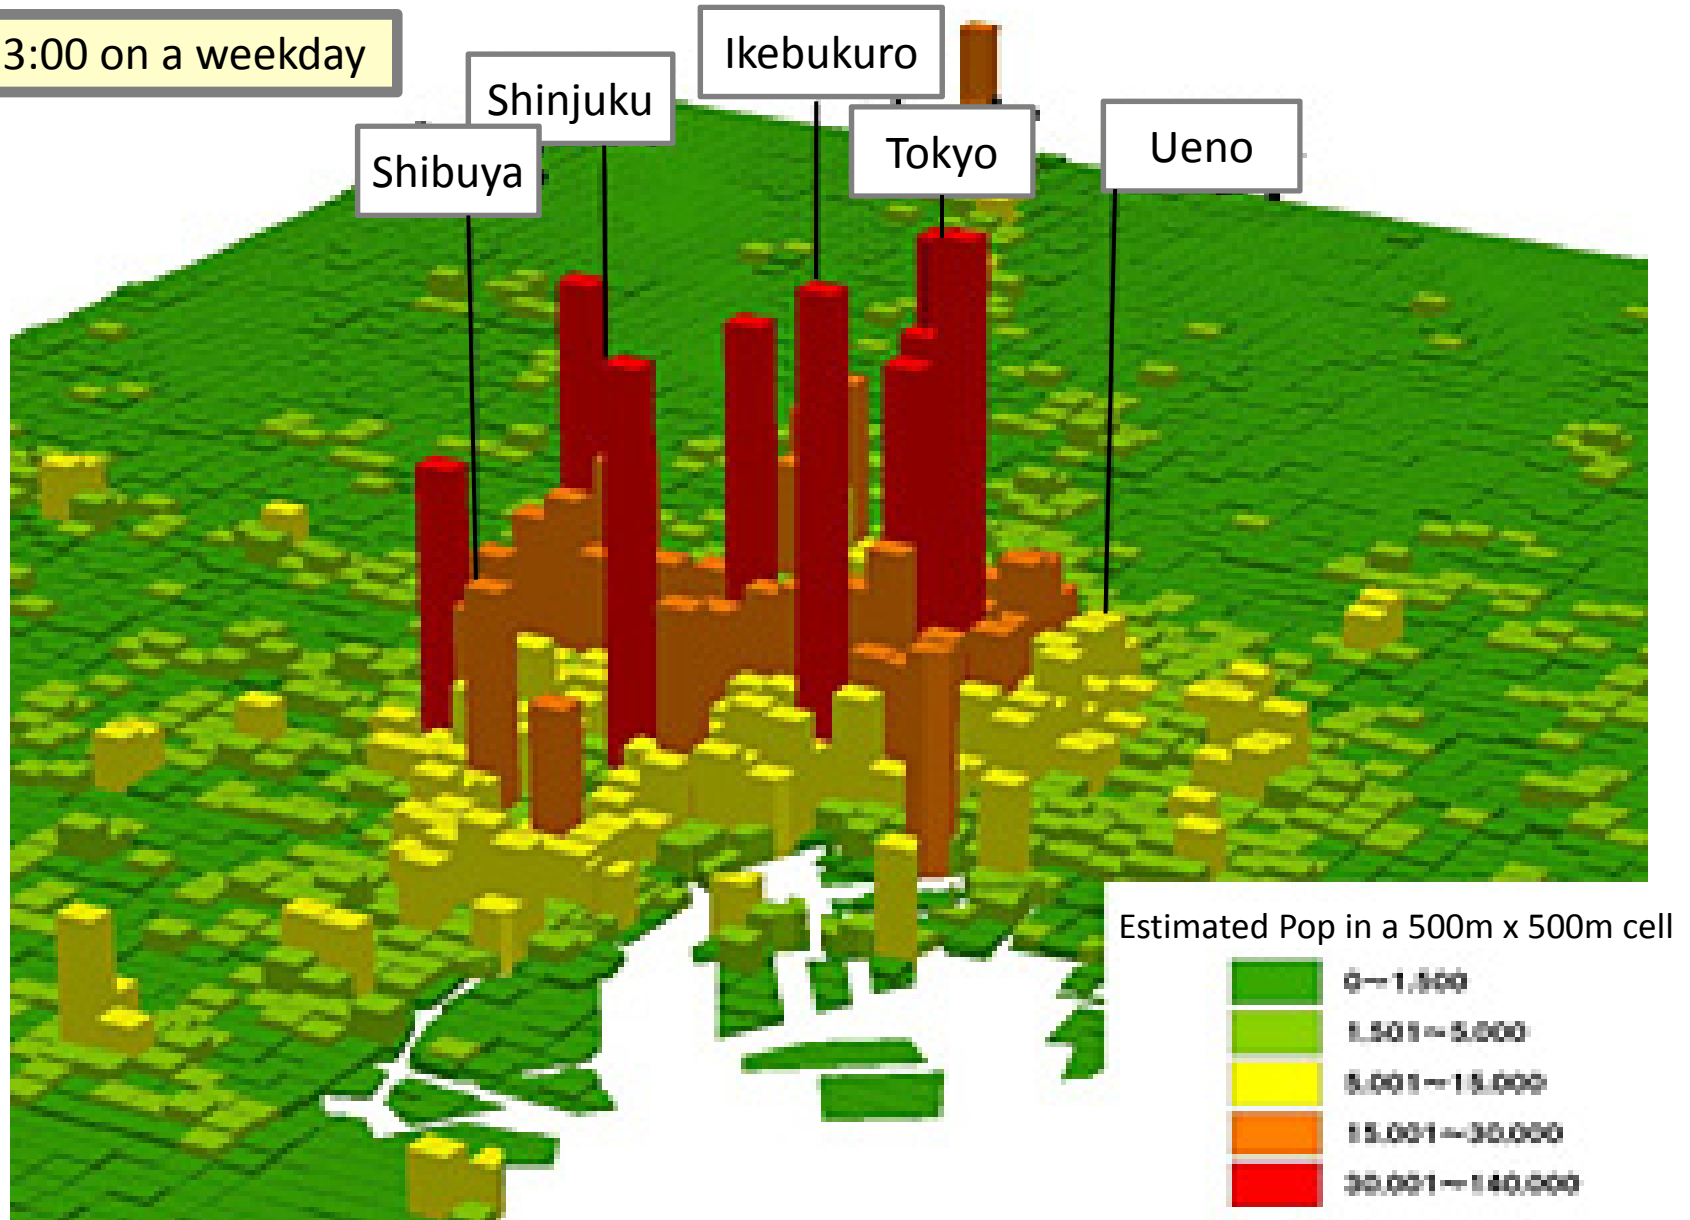 3:00 on a weekday
Ikebukuro
Shinjuku
Tokyo
Ueno
Shibuya
Estimated Pop in a 500m x 500m cell
0~1.500
1.501~5.000
5.001~15.000
15.001~30.000
30.001~140.000